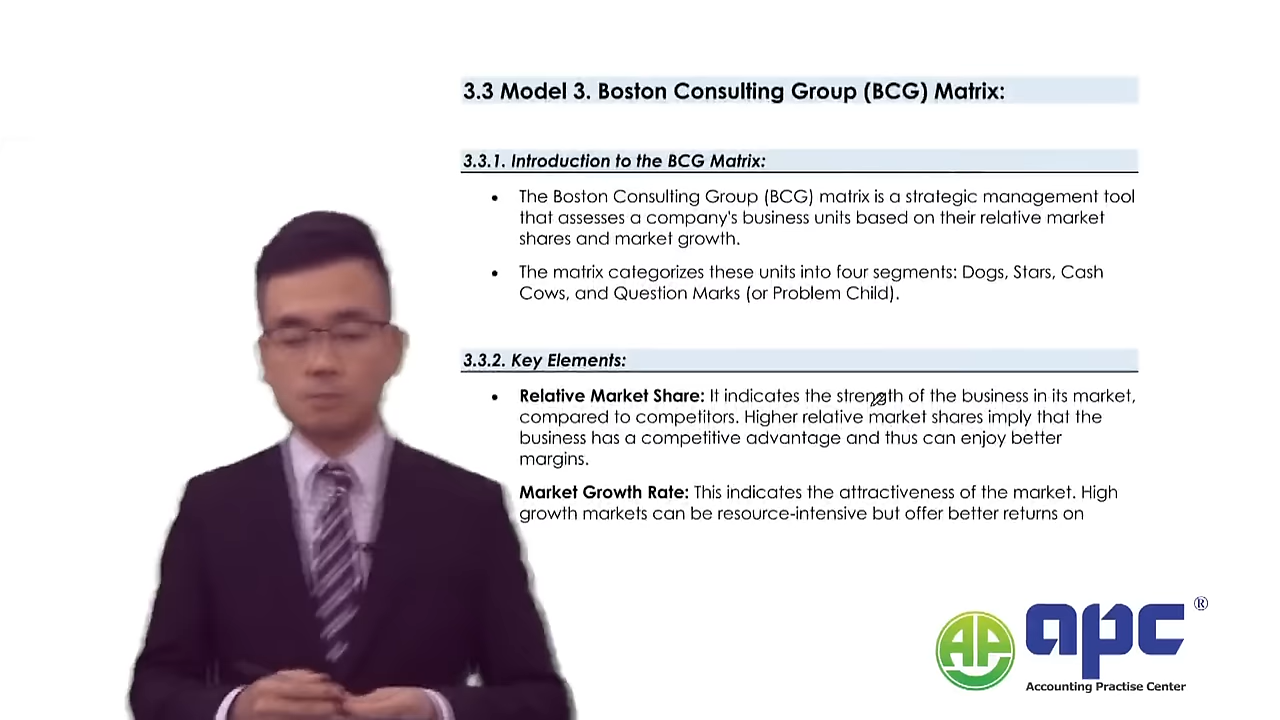 3.3 Model 3. Boston Consulting Group (BCG) Matrix:
3.3.1. Introduction to the BCG Matrix:
• The Boston Consulting Group (BCG) matrix is a strategic management tool
that assesses a company's business units based on their relative market
shares and market growth.
• The matrix categorizes these units into four segments: Dogs, Stars, Cash
Cows, and Question Marks (or Problem Child).
3.3.2. Key Elements:
• Relative Market Share: It indicates the strength of the business in its market,
compared to competitors. Higher relative market shares imply that the
business has a competitive advantage and thus can enjoy better
margins.
Market Growth Rate: This indicates the attractiveness of the market. High
growth markets can be resource-intensive but offer better returns on
AP
apc ®
Accounting Practise Center